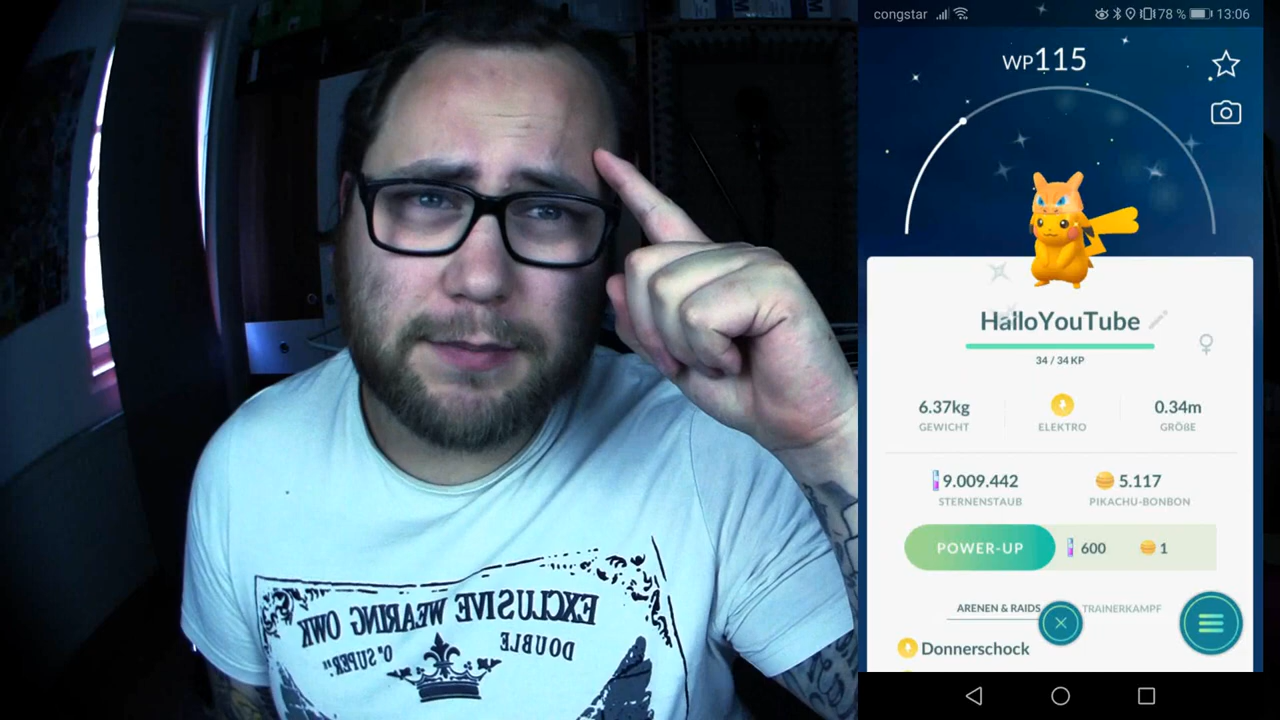 congstar
78 % 13:06
WP115
HalloYouTube
34 / 34 KP
6.37kg
GEWICHT
ELEKTRO
0.34m
GRÖßE
9.009.442
STERNENSTAUB
5.117
PIKACHU-BONBON
POWER-UP
600
1
ARENEN & RAIDS
TRAINERKAMPF
Donnerschock
EXCLUSIVE WEARING OWK
DOUBLE
O' SUPER"